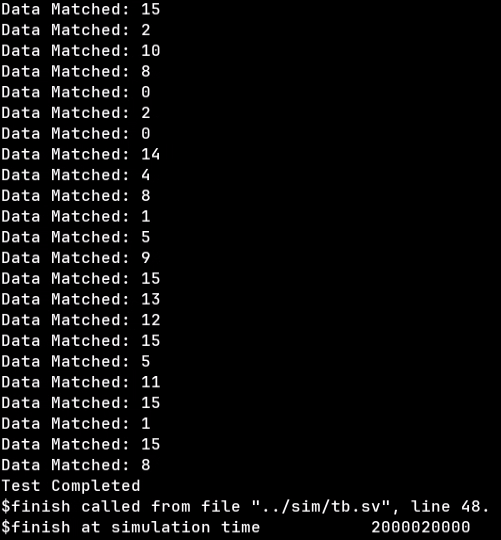 Data Matched: 15
Data Matched: 2
Data Matched: 10
Data Matched: 8
Data Matched: 0
Data Matched: 2
Data Matched: 0
Data Matched: 14
Data Matched: 4
Data Matched: 8
Data Matched: 1
Data Matched: 5
Data Matched: 9
Data Matched: 15
Data Matched: 13
Data Matched: 12
Data Matched: 15
Data Matched: 5
Data Matched: 11
Data Matched: 15
Data Matched: 1
Data Matched: 15
Data Matched: 8
Test Completed
$finish called from file "../sim/tb.sv", line 48.
$finish at simulation time           2000020000